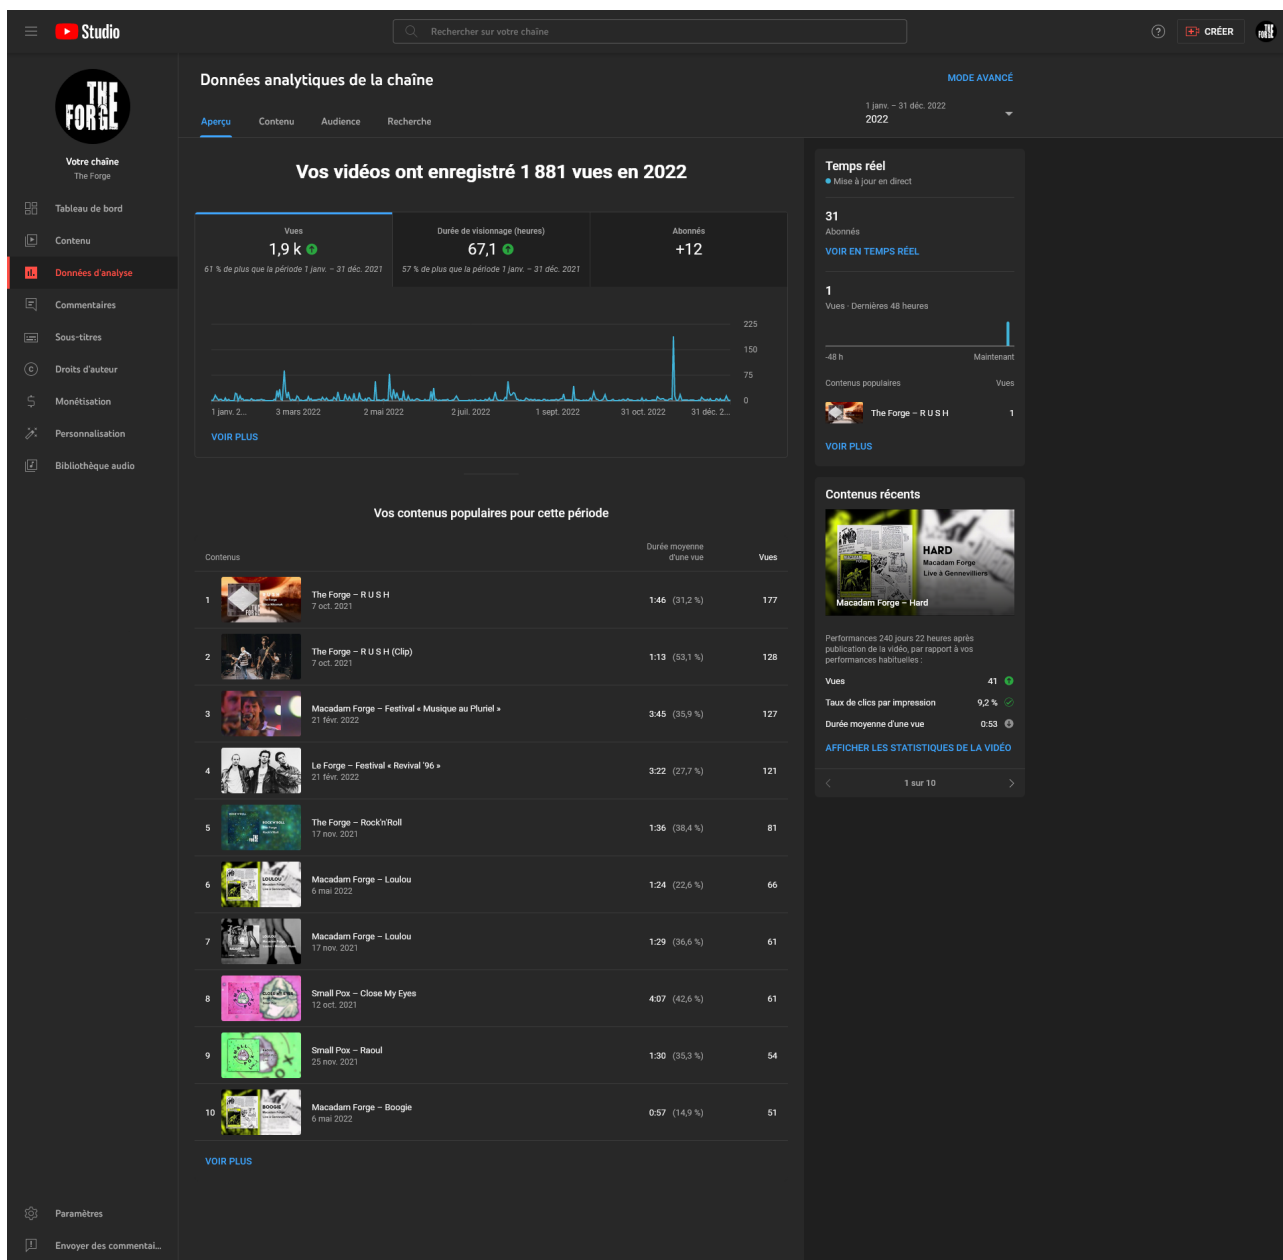 Studio
Rechercher sur votre chaîne
CRÉER
THE
FORGE
THE
FORGE
Votre chaîne
The Forge
Tableau de bord
Contenu
Données d'analyse
Commentaires
Sous-titres
Droits d'auteur
Monétisation
Personnalisation
Bibliothèque audio
Paramètres
Envoyer des commentai...
Données analytiques de la chaîne
MODE AVANCÉ
Aperçu
Contenu
Audience
Recherche
1 janv. – 31 déc. 2022
2022
Vos vidéos ont enregistré 1 881 vues en 2022
Vues
1,9 k
61 % de plus que la période 1 janv. – 31 déc. 2021
Durée de visionnage (heures)
67,1
57 % de plus que la période 1 janv. – 31 déc. 2021
Abonnés
+12
225
150
75
0
1 janv. 2...
3 mars 2022
2 mai 2022
2 juil. 2022
1 sept. 2022
31 oct. 2022
31 déc. 2...
VOIR PLUS
Vos contenus populaires pour cette période
Contenus
Durée moyenne
d'une vue
Vues
1
The Forge – R U S H
7 oct. 2021
1:46 (31,2 %)
177
2
The Forge – R U S H (Clip)
7 oct. 2021
1:13 (53,1 %)
128
3
Macadam Forge – Festival « Musique au Pluriel »
21 févr. 2022
3:45 (35,9 %)
127
4
Le Forge – Festival « Revival '96 »
21 févr. 2022
3:22 (27,7 %)
121
5
The Forge – Rock'n'Roll
17 nov. 2021
1:36 (38,4 %)
81
6
LOULOU
Macadam Forge – Loulou
6 mai 2022
1:24 (22,6 %)
66
7
Macadam Forge – Loulou
17 nov. 2021
1:29 (36,6 %)
61
8
Small Pox – Close My Eyes
12 oct. 2021
4:07 (42,6 %)
61
9
Small Pox – Raoul
25 nov. 2021
1:30 (35,3 %)
54
10
BOOGIE
Macadam Forge – Boogie
6 mai 2022
0:57 (14,9 %)
51
VOIR PLUS
Temps réel
Mise à jour en direct
31
Abonnés
VOIR EN TEMPS RÉEL
1
Vues · Dernières 48 heures
-48 h
Maintenant
Contenus populaires
Vues
The Forge – R U S H
1
VOIR PLUS
Contenus récents
HARD
Macadam Forge
Live à Gennevilliers
Macadam Forge – Hard
Performances 240 jours 22 heures après
publication de la vidéo, par rapport à vos
performances habituelles :
Vues
41
Taux de clics par impression
9,2 %
Durée moyenne d'une vue
0:53
AFFICHER LES STATISTIQUES DE LA VIDÉO
1 sur 10